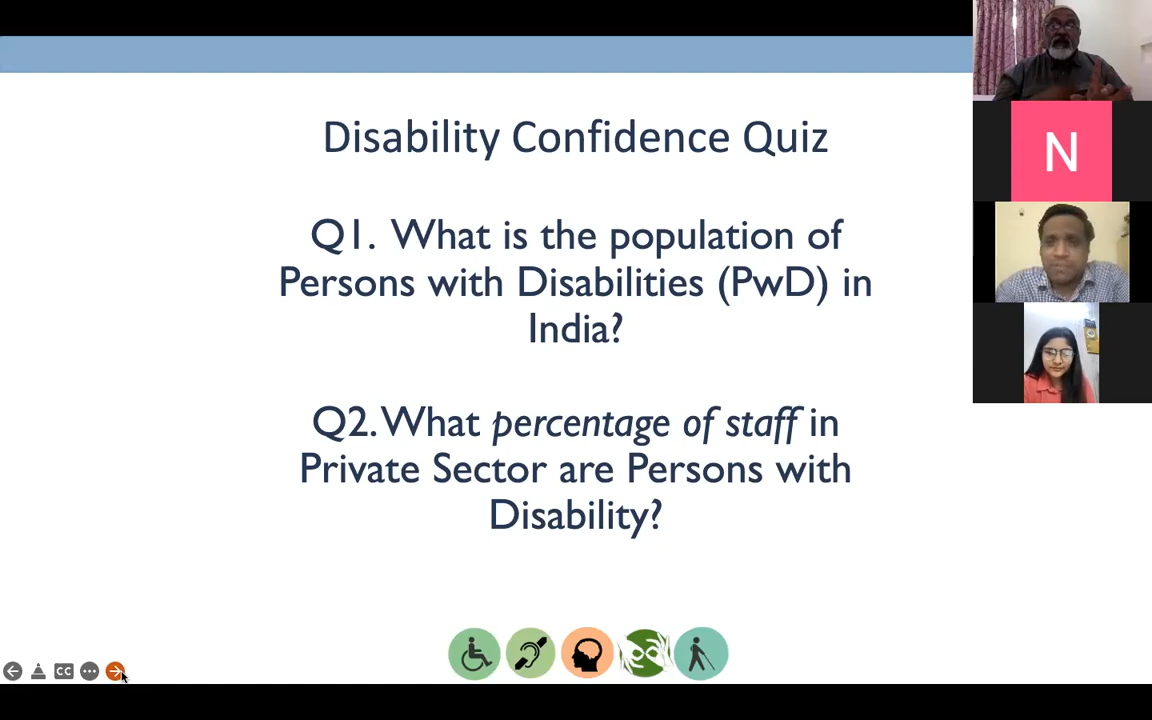 Disability Confidence Quiz
Q1. What is the population of
Persons with Disabilities (PwD) in
India?
Q2. What percentage of staff in
Private Sector are Persons with
Disability?
N
CC